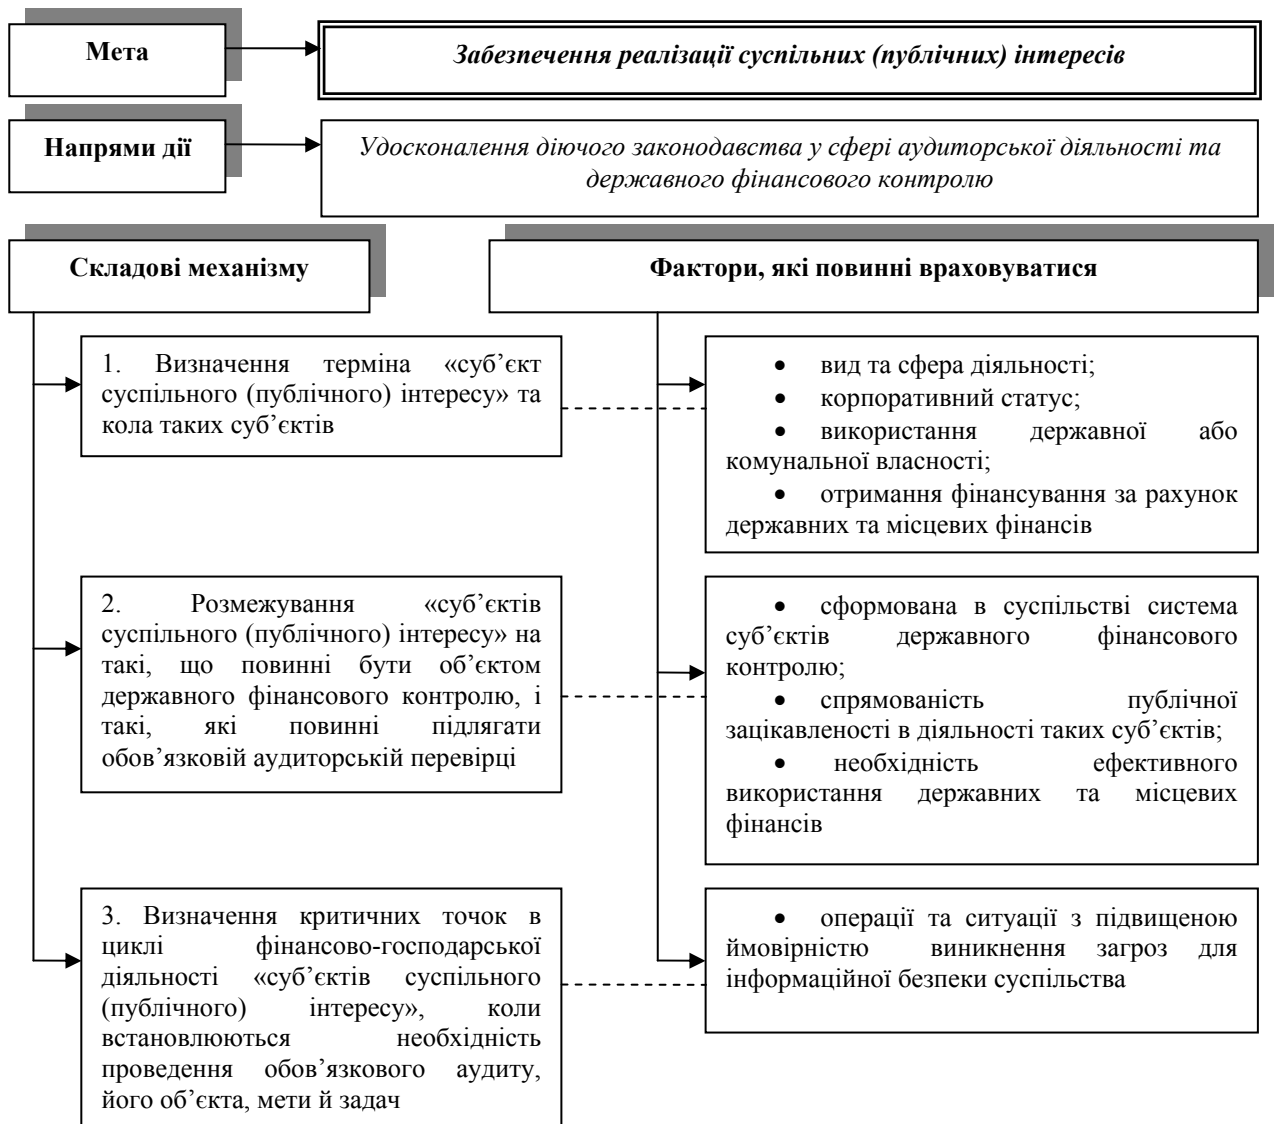 Мета
Забезпечення реалізації суспільних (публічних) інтересів
Напрями дії
Удосконалення діючого законодавства у сфері аудиторської діяльності та
державного фінансового контролю
Складові механізму
Фактори, які повинні враховуватися
1. Визначення терміна «суб’єкт
суспільного (публічного) інтересу» та
кола таких суб’єктів
• вид та сфера діяльності;
• корпоративний статус;
• використання державної або
комунальної власності;
• отримання фінансування за рахунок
державних та місцевих фінансів
2. Розмежування «суб’єктів
суспільного (публічного) інтересу» на
такі, що повинні бути об’єктом
державного фінансового контролю, і
такі, які повинні підлягати
обов’язковій аудиторській перевірці
• сформована в суспільстві система
суб’єктів державного фінансового
контролю;
• спрямованість публічної
зацікавленості в діяльності таких суб’єктів;
• необхідність ефективного
використання державних та місцевих
фінансів
3. Визначення критичних точок в
циклі фінансово-господарської
діяльності «суб’єктів суспільного
(публічного) інтересу», коли
встановлюються необхідність
проведення обов’язкового аудиту,
його об’єкта, мети й задач
• операції та ситуації з підвищеною
ймовірністю виникнення загроз для
інформаційної безпеки суспільства